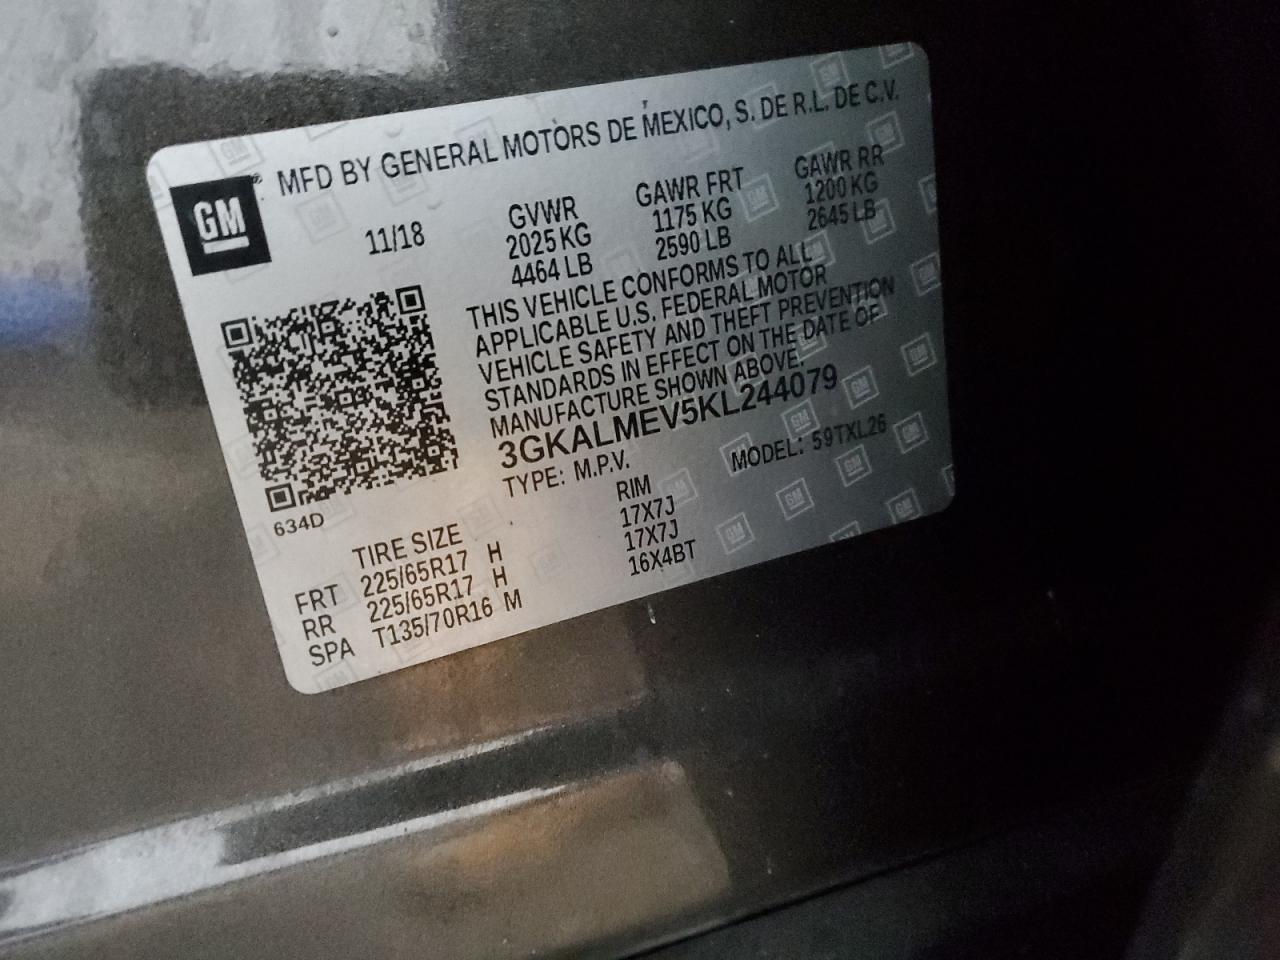 MFD BY GENERAL MOTORS DE MEXICO, S. DE R.L. DE C.V.
GM
11/18
GVWR GAWR FRT GAWR RR
2025 KG 1175 KG 1200 KG
4464 LB 2590 LB 2645 LB
THIS VEHICLE CONFORMS TO ALL
APPLICABLE U.S. FEDERAL MOTOR
VEHICLE SAFETY AND THEFT PREVENTION
STANDARDS IN EFFECT ON THE DATE OF
MANUFACTURE SHOWN ABOVE.
3GKALMEV5KL244079
TYPE: M.P.V. MODEL: 59TXL26
634D
TIRE SIZE RIM
FRT 225/65R17 H 17X7J
RR 225/65R17 H 17X7J
SPA T135/70R16 M 16X4BT